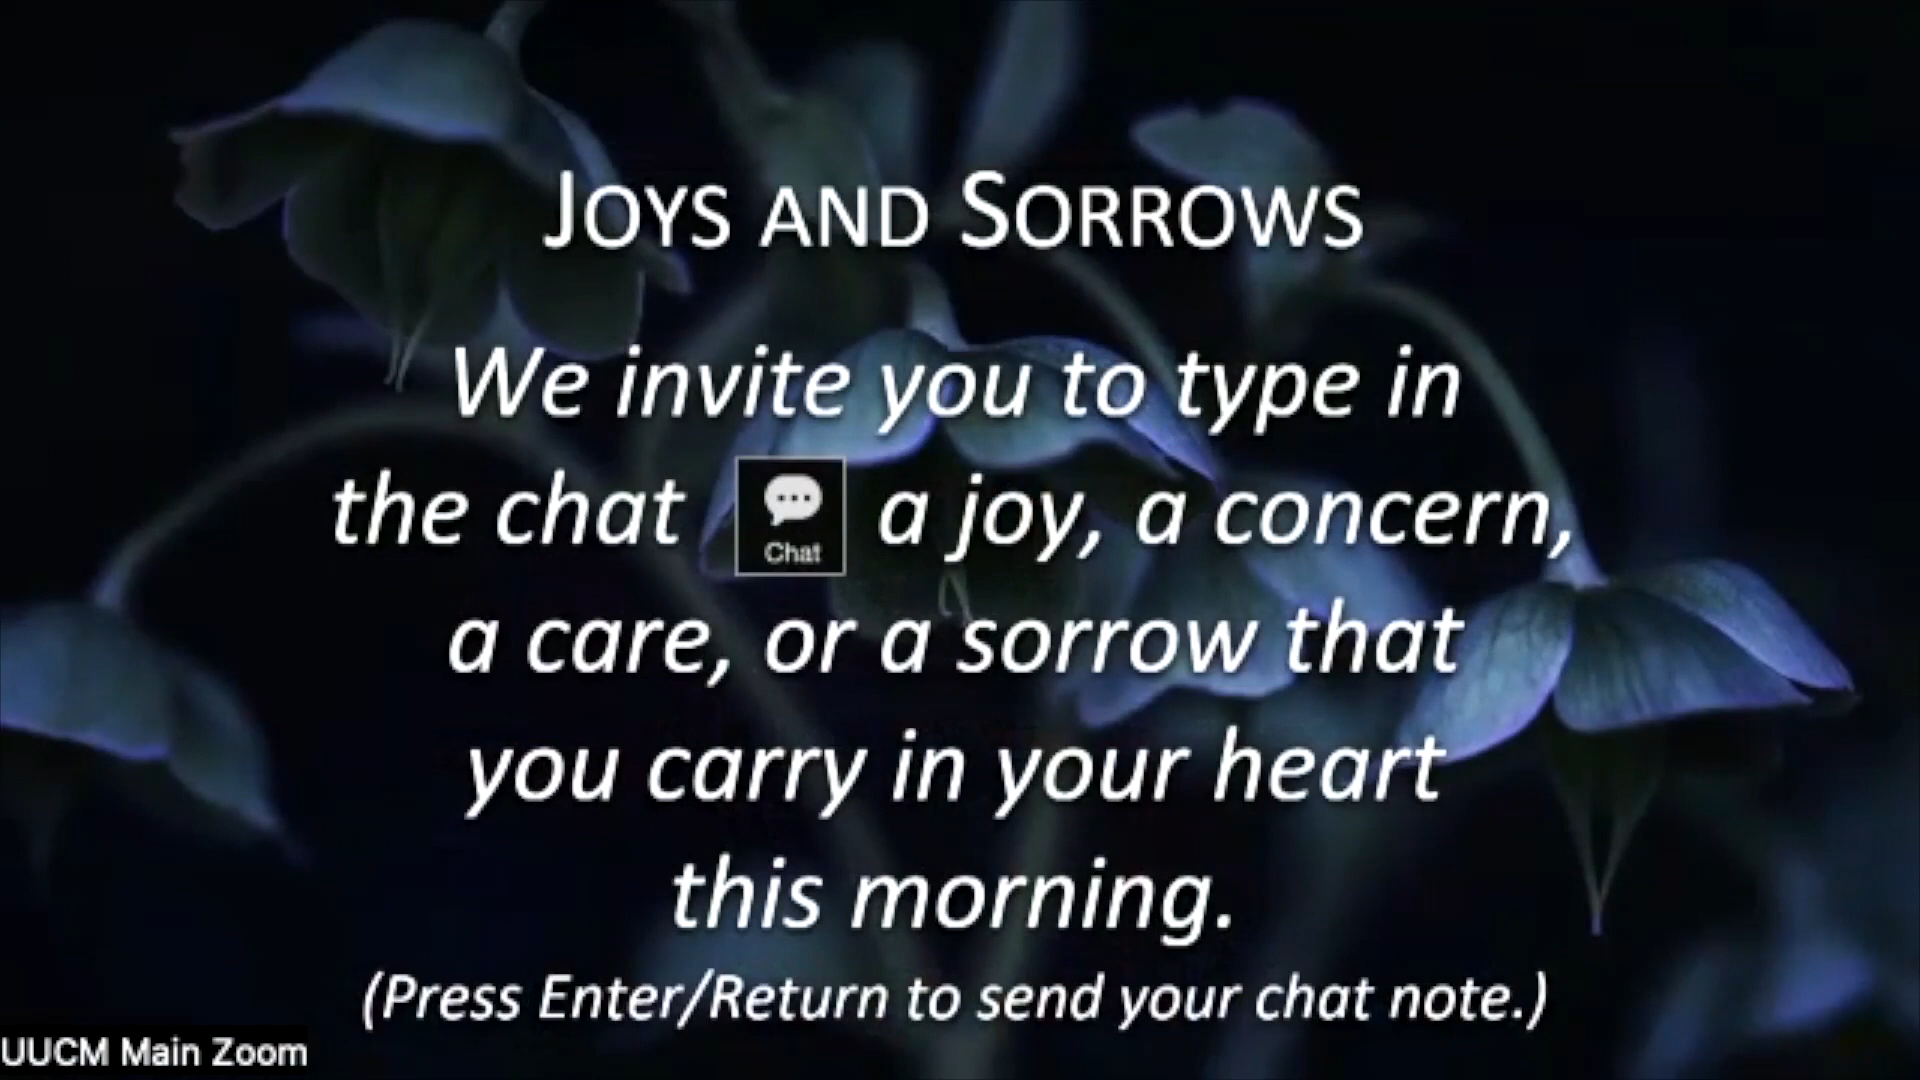 JOYS AND SORROWS
We invite you to type in
the chat Chat a joy, a concern,
a care, or a sorrow that
you carry in your heart
this morning.
(Press Enter/Return to send your chat note.)
UUCM Main Zoom